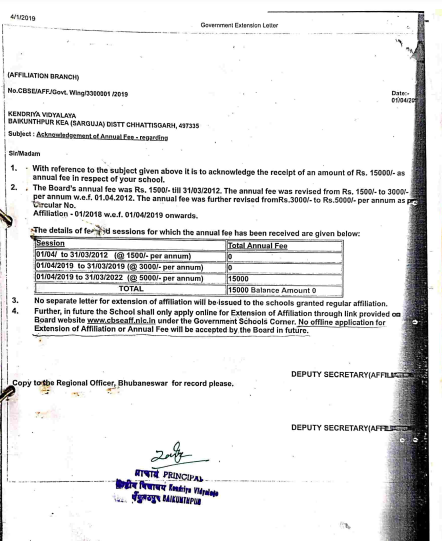 4/1/2019
Government Extension Letter
(AFFILIATION BRANCH)
No.CBSE/AFF/Govt. Wing/3300001 /2019
Date:-
01/04/20
KENDRIYA VIDYALAYA
BAIKUNTHPUR KEA (SARGUJA) DISTT CHHATTISGARH, 497335
Subject : Acknowledgement of Annual Fee - regarding
Sir/Madam
1. With reference to the subject given above it is to acknowledge the receipt of an amount of Rs. 15000/- as
annual fee in respect of your school.
2. The Board's annual fee was Rs. 1500/- till 31/03/2012. The annual fee was revised from Rs. 1500/- to 3000/-
per annum w.e.f. 01.04.2012. The annual fee was further revised fromRs.3000/- to Rs.5000/- per annum as per
Circular No.
Affiliation - 01/2018 w.e.f. 01/04/2019 onwards.
The details of fee and sessions for which the annual fee has been received are given below:
Session Total Annual Fee
01/04/ to 31/03/2012 (@ 1500/- per annum) 0
01/04/2019 to 31/03/2019 (@ 3000/- per annum) 0
01/04/2019 to 31/03/2022 (@ 5000/- per annum) 15000
TOTAL 15000 Balance Amount 0
3. No separate letter for extension of affiliation will be issued to the schools granted regular affiliation.
4. Further, in future the School shall only apply online for Extension of Affiliation through link provided on
Board website www.cbseaff.nic.in under the Government Schools Corner. No offline application for
Extension of Affiliation or Annual Fee will be accepted by the Board in future.
DEPUTY SECRETARY(AFFILI
Copy to the Regional Officer, Bhubaneswar for record please.
DEPUTY SECRETARY(AFFIL
प्राचार्य PRINCIPAL
केन्द्रीय विद्यालय Kendriya Vidyalaya
बैकुण्ठपुर BAIKUNTHPUR